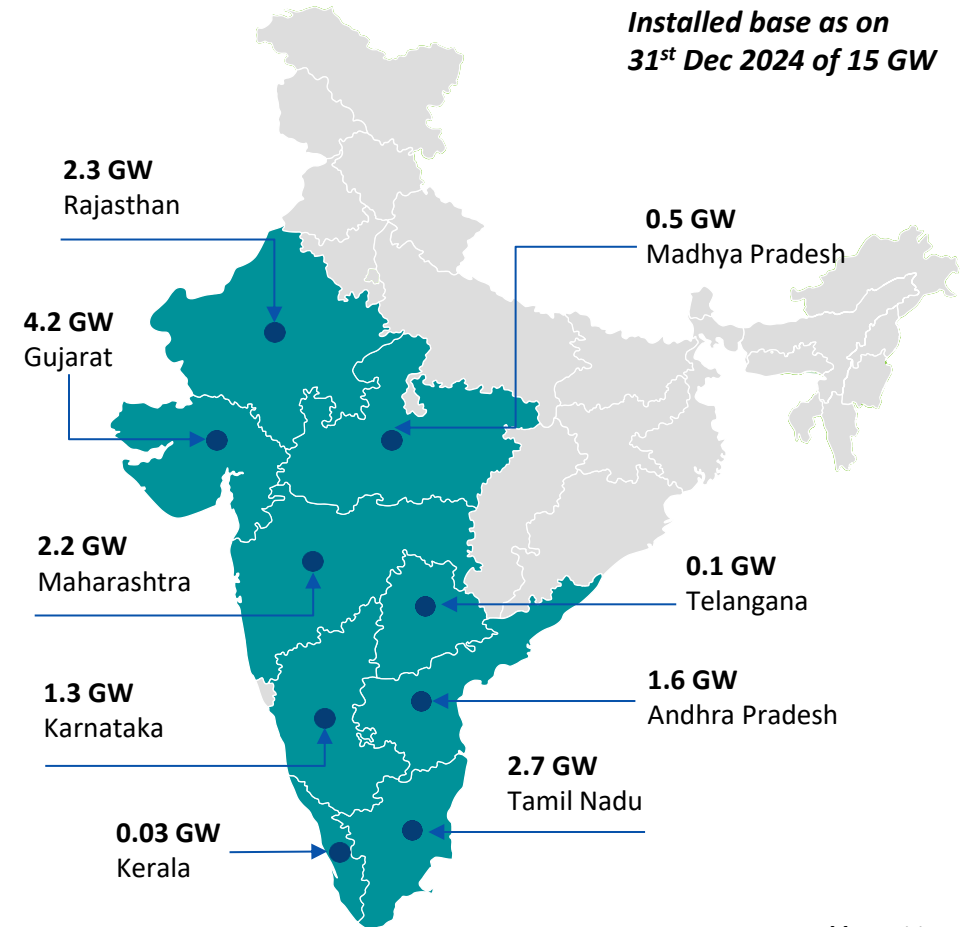 Installed base as on
31st Dec 2024 of 15 GW
2.3 GW
Rajasthan
0.5 GW
Madhya Pradesh
4.2 GW
Gujarat
2.2 GW
Maharashtra
0.1 GW
Telangana
1.3 GW
Karnataka
1.6 GW
Andhra Pradesh
2.7 GW
Tamil Nadu
0.03 GW
Kerala